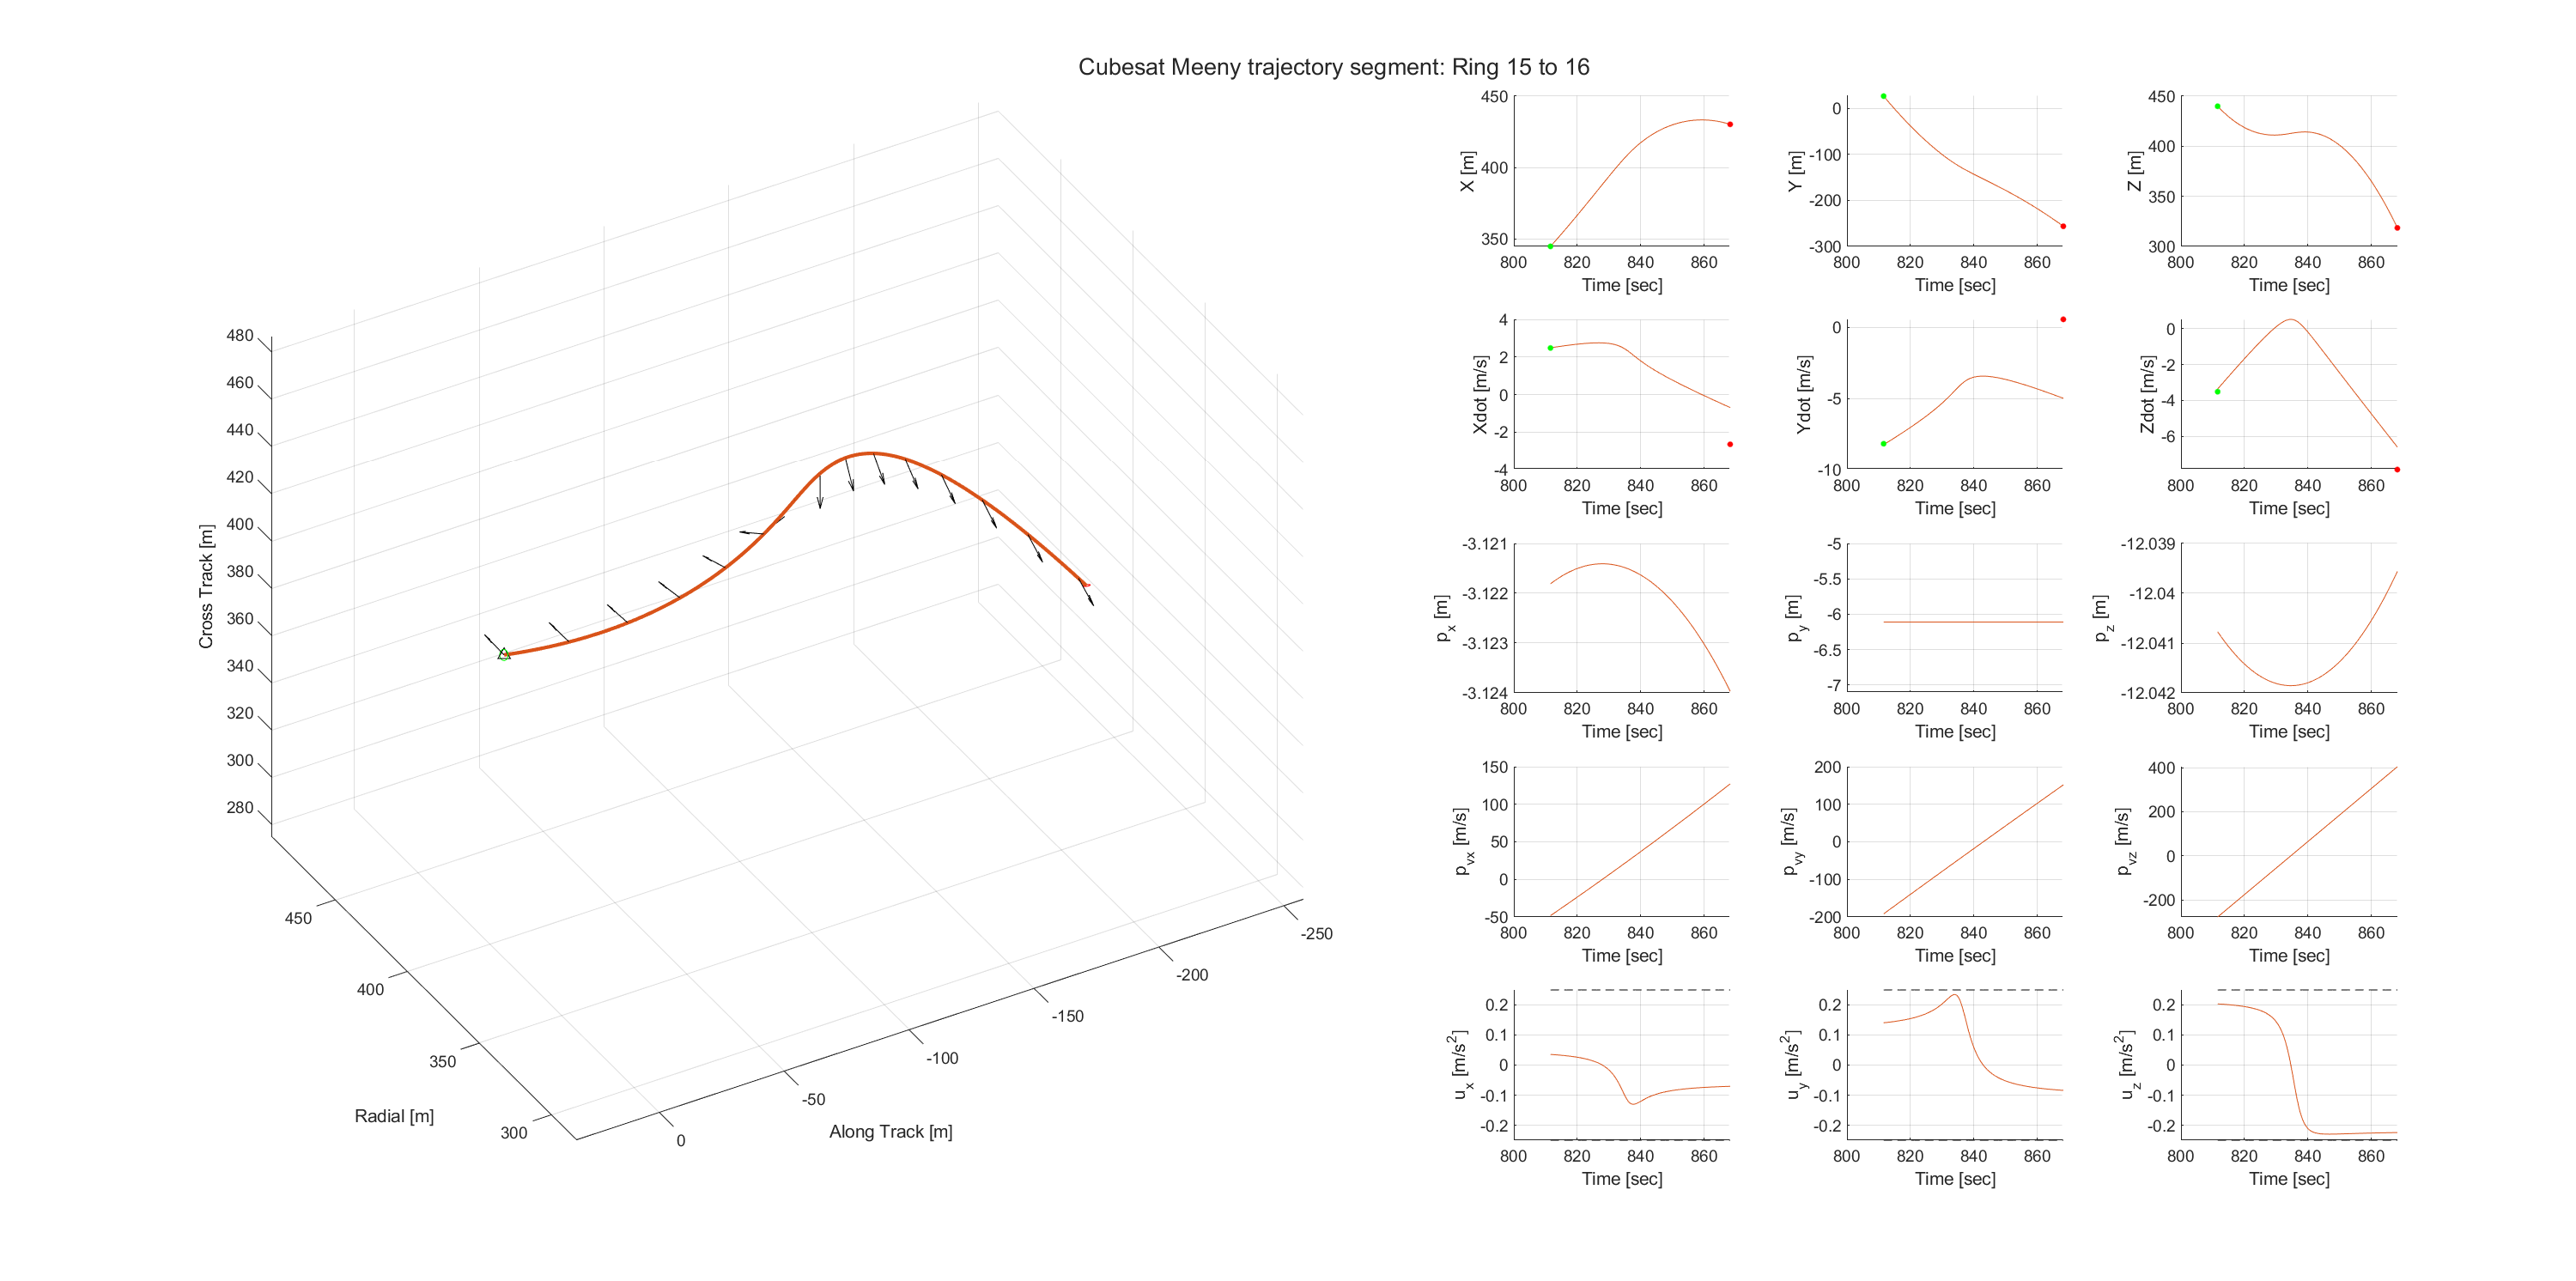 Cubesat Meeny trajectory segment: Ring 15 to 16
480
460
440
420
400
380
360
340
320
300
280
Cross Track [m]
450
400
350
300
Radial [m]
0
-50
-100
-150
-200
-250
Along Track [m]
450
400
350
X [m]
800 820 840 860
Time [sec]
0
-100
-200
-300
Y [m]
800 820 840 860
Time [sec]
450
400
350
300
Z [m]
800 820 840 860
Time [sec]
4
2
0
-2
-4
Xdot [m/s]
800 820 840 860
Time [sec]
0
-5
-10
Ydot [m/s]
800 820 840 860
Time [sec]
0
-2
-4
-6
Zdot [m/s]
800 820 840 860
Time [sec]
-3.121
-3.122
-3.123
-3.124
p_x [m]
800 820 840 860
Time [sec]
-5
-5.5
-6
-6.5
-7
p_y [m]
800 820 840 860
Time [sec]
-12.039
-12.04
-12.041
-12.042
p_z [m]
800 820 840 860
Time [sec]
150
100
50
0
-50
p_vx [m/s]
800 820 840 860
Time [sec]
200
100
0
-100
-200
p_vy [m/s]
800 820 840 860
Time [sec]
400
200
0
-200
p_vz [m/s]
800 820 840 860
Time [sec]
0.2
0.1
0
-0.1
-0.2
u_x [m/s²]
800 820 840 860
Time [sec]
0.2
0.1
0
-0.1
-0.2
u_y [m/s²]
800 820 840 860
Time [sec]
0.2
0.1
0
-0.1
-0.2
u_z [m/s²]
800 820 840 860
Time [sec]